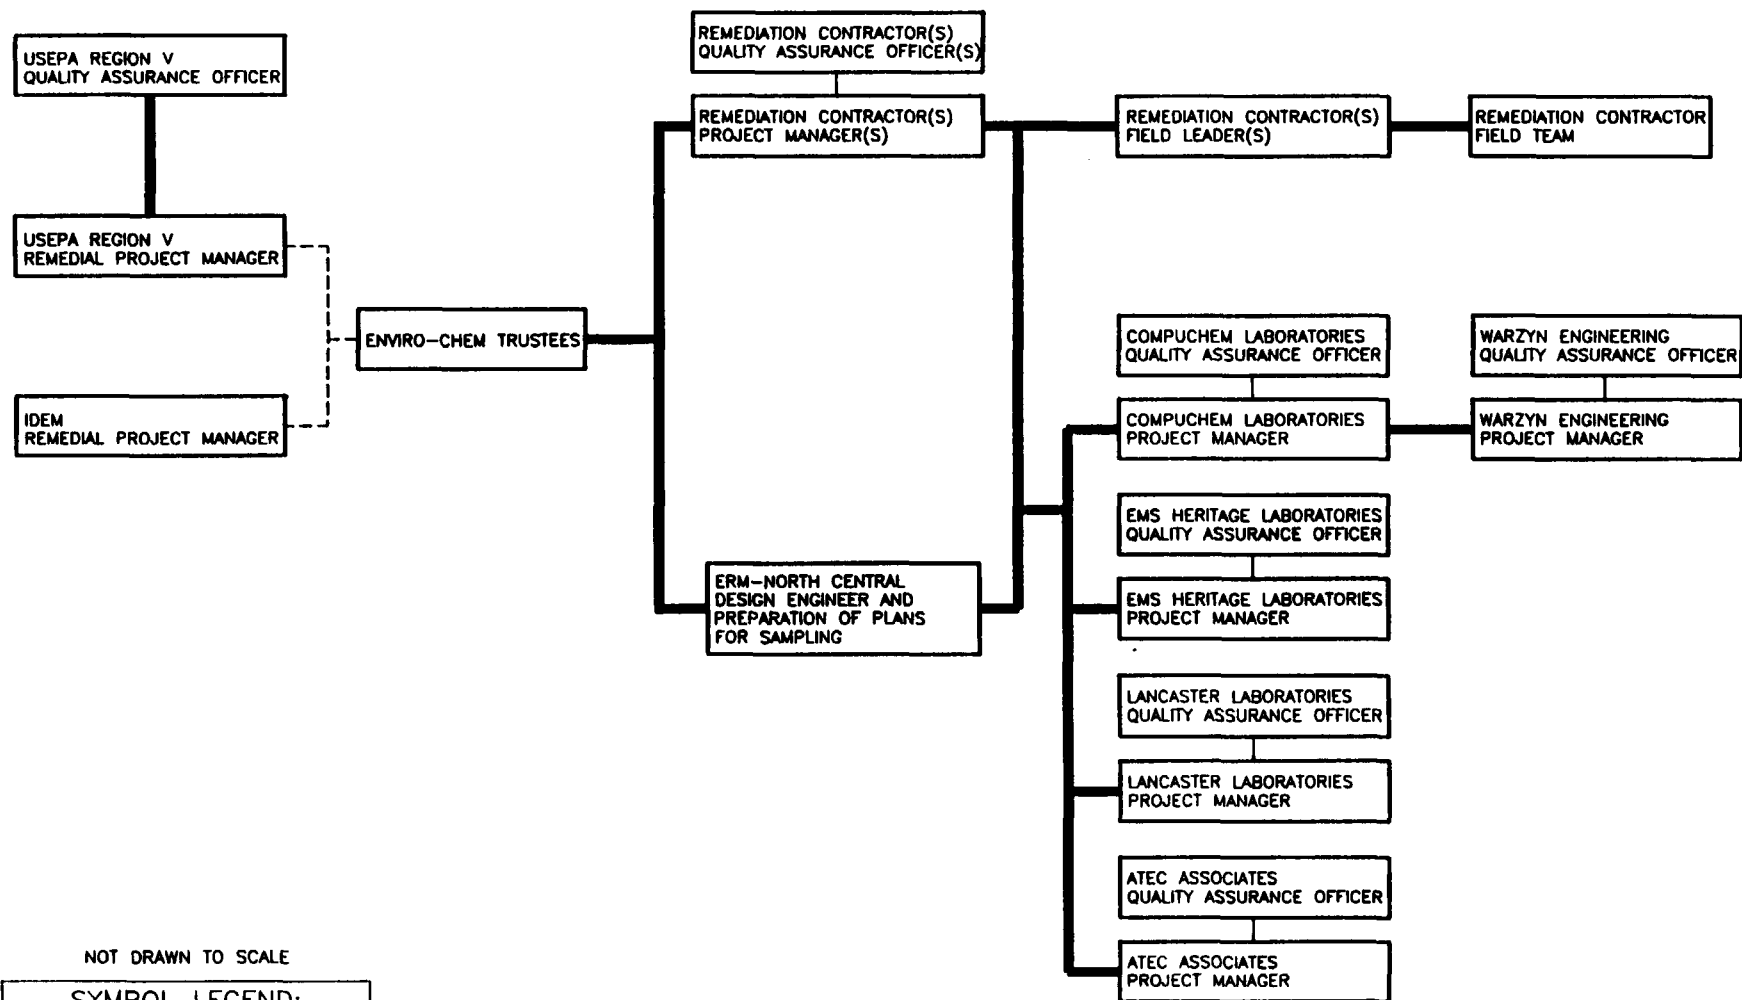 USEPA REGION V
QUALITY ASSURANCE OFFICER
USEPA REGION V
REMEDIAL PROJECT MANAGER
IDEM
REMEDIAL PROJECT MANAGER
ENVIRO-CHEM TRUSTEES
REMEDIATION CONTRACTOR(S)
QUALITY ASSURANCE OFFICER(S)
REMEDIATION CONTRACTOR(S)
PROJECT MANAGER(S)
ERM-NORTH CENTRAL
DESIGN ENGINEER AND
PREPARATION OF PLANS
FOR SAMPLING
REMEDIATION CONTRACTOR(S)
FIELD LEADER(S)
REMEDIATION CONTRACTOR
FIELD TEAM
COMPUCHEM LABORATORIES
QUALITY ASSURANCE OFFICER
COMPUCHEM LABORATORIES
PROJECT MANAGER
WARZYN ENGINEERING
QUALITY ASSURANCE OFFICER
WARZYN ENGINEERING
PROJECT MANAGER
EMS HERITAGE LABORATORIES
QUALITY ASSURANCE OFFICER
EMS HERITAGE LABORATORIES
PROJECT MANAGER
LANCASTER LABORATORIES
QUALITY ASSURANCE OFFICER
LANCASTER LABORATORIES
PROJECT MANAGER
ATEC ASSOCIATES
QUALITY ASSURANCE OFFICER
ATEC ASSOCIATES
PROJECT MANAGER
NOT DRAWN TO SCALE
SYMBOL LEGEND: